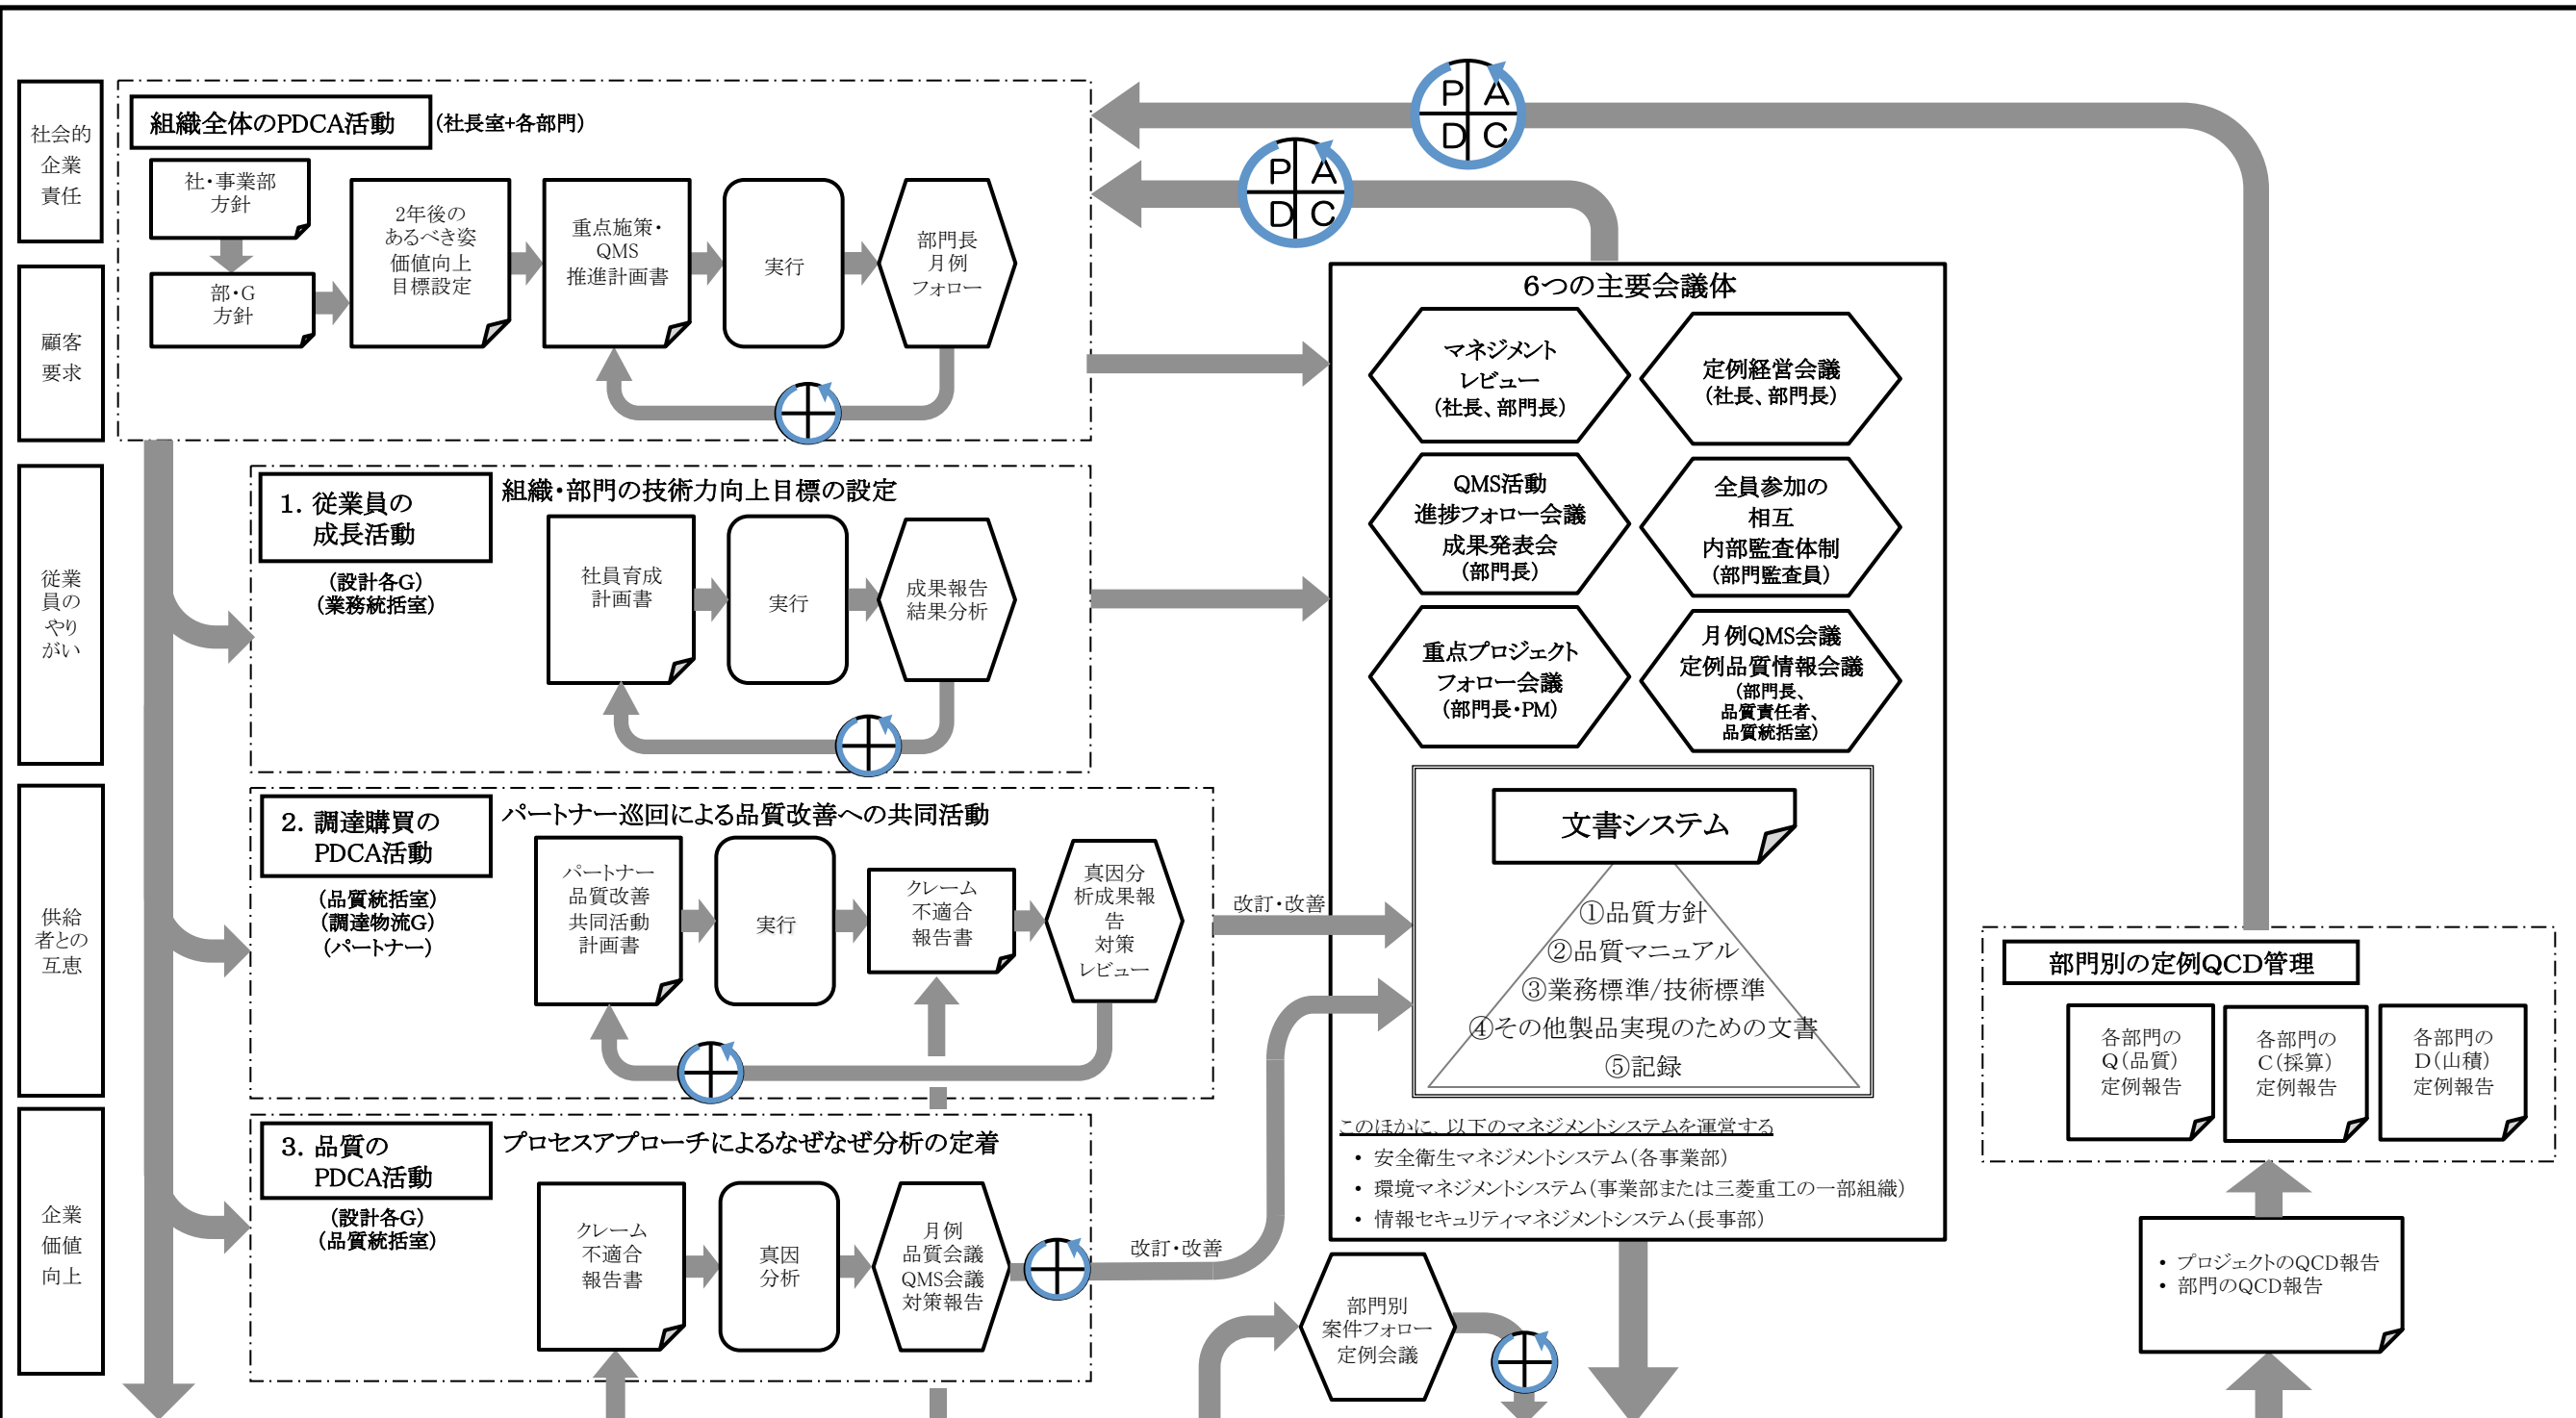 社会的
企業
責任
顧客
要求
従業
員の
やり
がい
供給
者との
互恵
企業
価値
向上
組織全体のPDCA活動
(社長室+各部門)
社・事業部
方針
部・G
方針
2年後の
あるべき姿
価値向上
目標設定
重点施策・
QMS
推進計画書
実行
部門長
月例
フォロー
P A
D C
P A
D C
1. 従業員の
成長活動
(設計各G)
(業務統括室)
組織・部門の技術力向上目標の設定
社員育成
計画書
実行
成果報告
結果分析
2. 調達購買の
PDCA活動
(品質統括室)
(調達物流G)
(パートナー)
パートナー巡回による品質改善への共同活動
パートナー
品質改善
共同活動
計画書
実行
クレーム
不適合
報告書
真因分
析成果報
告
対策
レビュー
改訂・改善
3. 品質の
PDCA活動
(設計各G)
(品質統括室)
プロセスアプローチによるなぜなぜ分析の定着
クレーム
不適合
報告書
真因
分析
月例
品質会議
QMS会議
対策報告
改訂・改善
6つの主要会議体
マネジメント
レビュー
(社長、部門長)
定例経営会議
(社長、部門長)
QMS活動
進捗フォロー会議
成果発表会
(部門長)
全員参加の
相互
内部監査体制
(部門監査員)
重点プロジェクト
フォロー会議
(部門長・PM)
月例QMS会議
定例品質情報会議
(部門長、
品質責任者、
品質統括室)
文書システム
①品質方針
②品質マニュアル
③業務標準/技術標準
④その他製品実現のための文書
⑤記録
このほかに、以下のマネジメントシステムを運営する
• 安全衛生マネジメントシステム(各事業部)
• 環境マネジメントシステム(事業部または三菱重工の一部組織)
• 情報セキュリティマネジメントシステム(長事部)
部門別
案件フォロー
定例会議
部門別の定例QCD管理
各部門の
Q(品質)
定例報告
各部門の
C(採算)
定例報告
各部門の
D(山積)
定例報告
• プロジェクトのQCD報告
• 部門のQCD報告